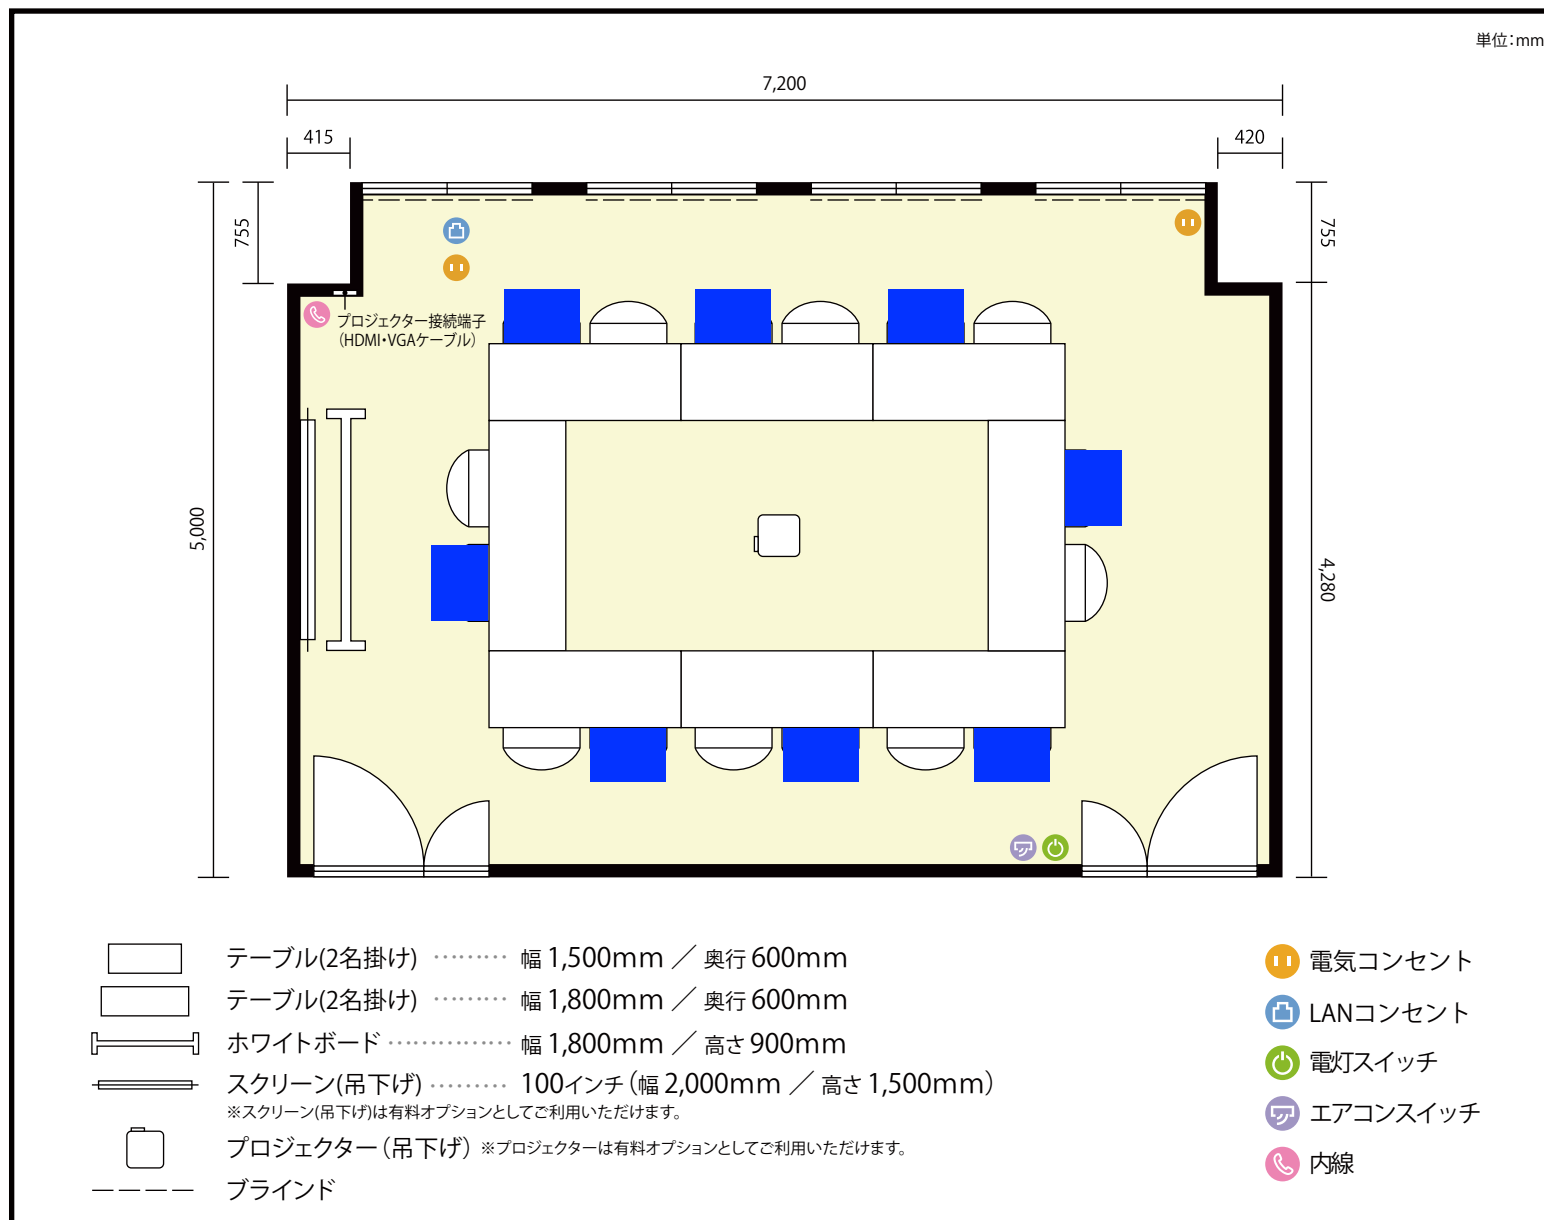 単位：mm
7,200
415
420
755
755
プロジェクター接続端子
（HDMI・VGAケーブル）
5,000
4,280
テーブル(2名掛け) ……… 幅 1,500mm ／ 奥行 600mm
テーブル(2名掛け) ……… 幅 1,800mm ／ 奥行 600mm
ホワイトボード …………… 幅 1,800mm ／ 高さ 900mm
スクリーン(吊下げ) ……… 100インチ（幅 2,000mm ／ 高さ 1,500mm）
※スクリーン(吊下げ)は有料オプションとしてご利用いただけます。
プロジェクター（吊下げ） ※プロジェクターは有料オプションとしてご利用いただけます。
ブラインド
電気コンセント
LANコンセント
電灯スイッチ
エアコンスイッチ
内線